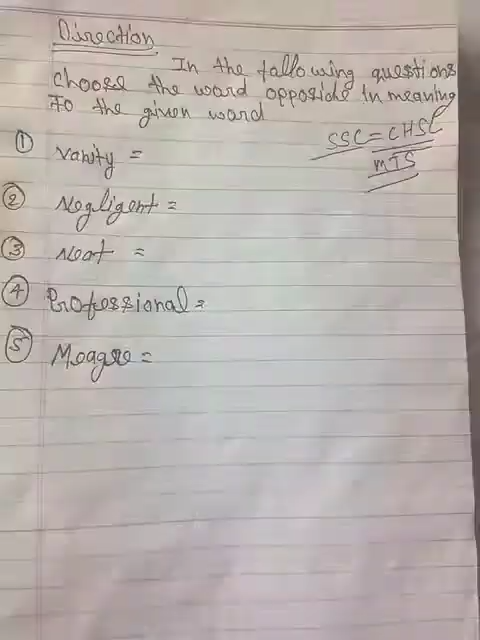 Direction
In the following questions
choose the word opposide in meaning
To the given word
SSC = CHSL
MTS
① Vanity =
② Negligent =
③ Neat =
④ Professional =
⑤ Meagre =